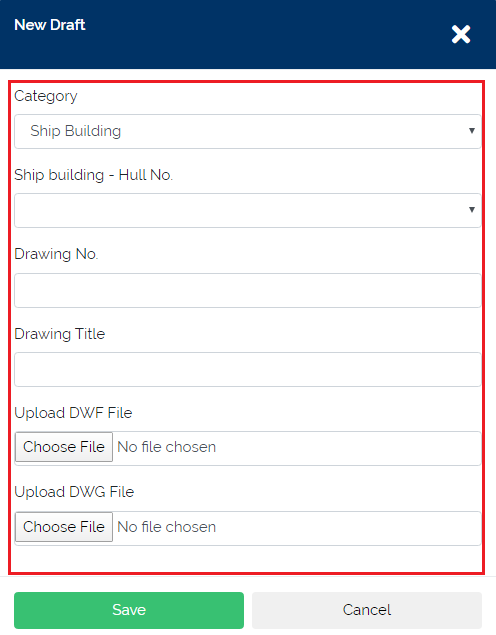 New Draft
Category
Ship Building
Ship building - Hull No.
Drawing No.
Drawing Title
Upload DWF File
Choose File No file chosen
Upload DWG File
Choose File No file chosen
Save Cancel